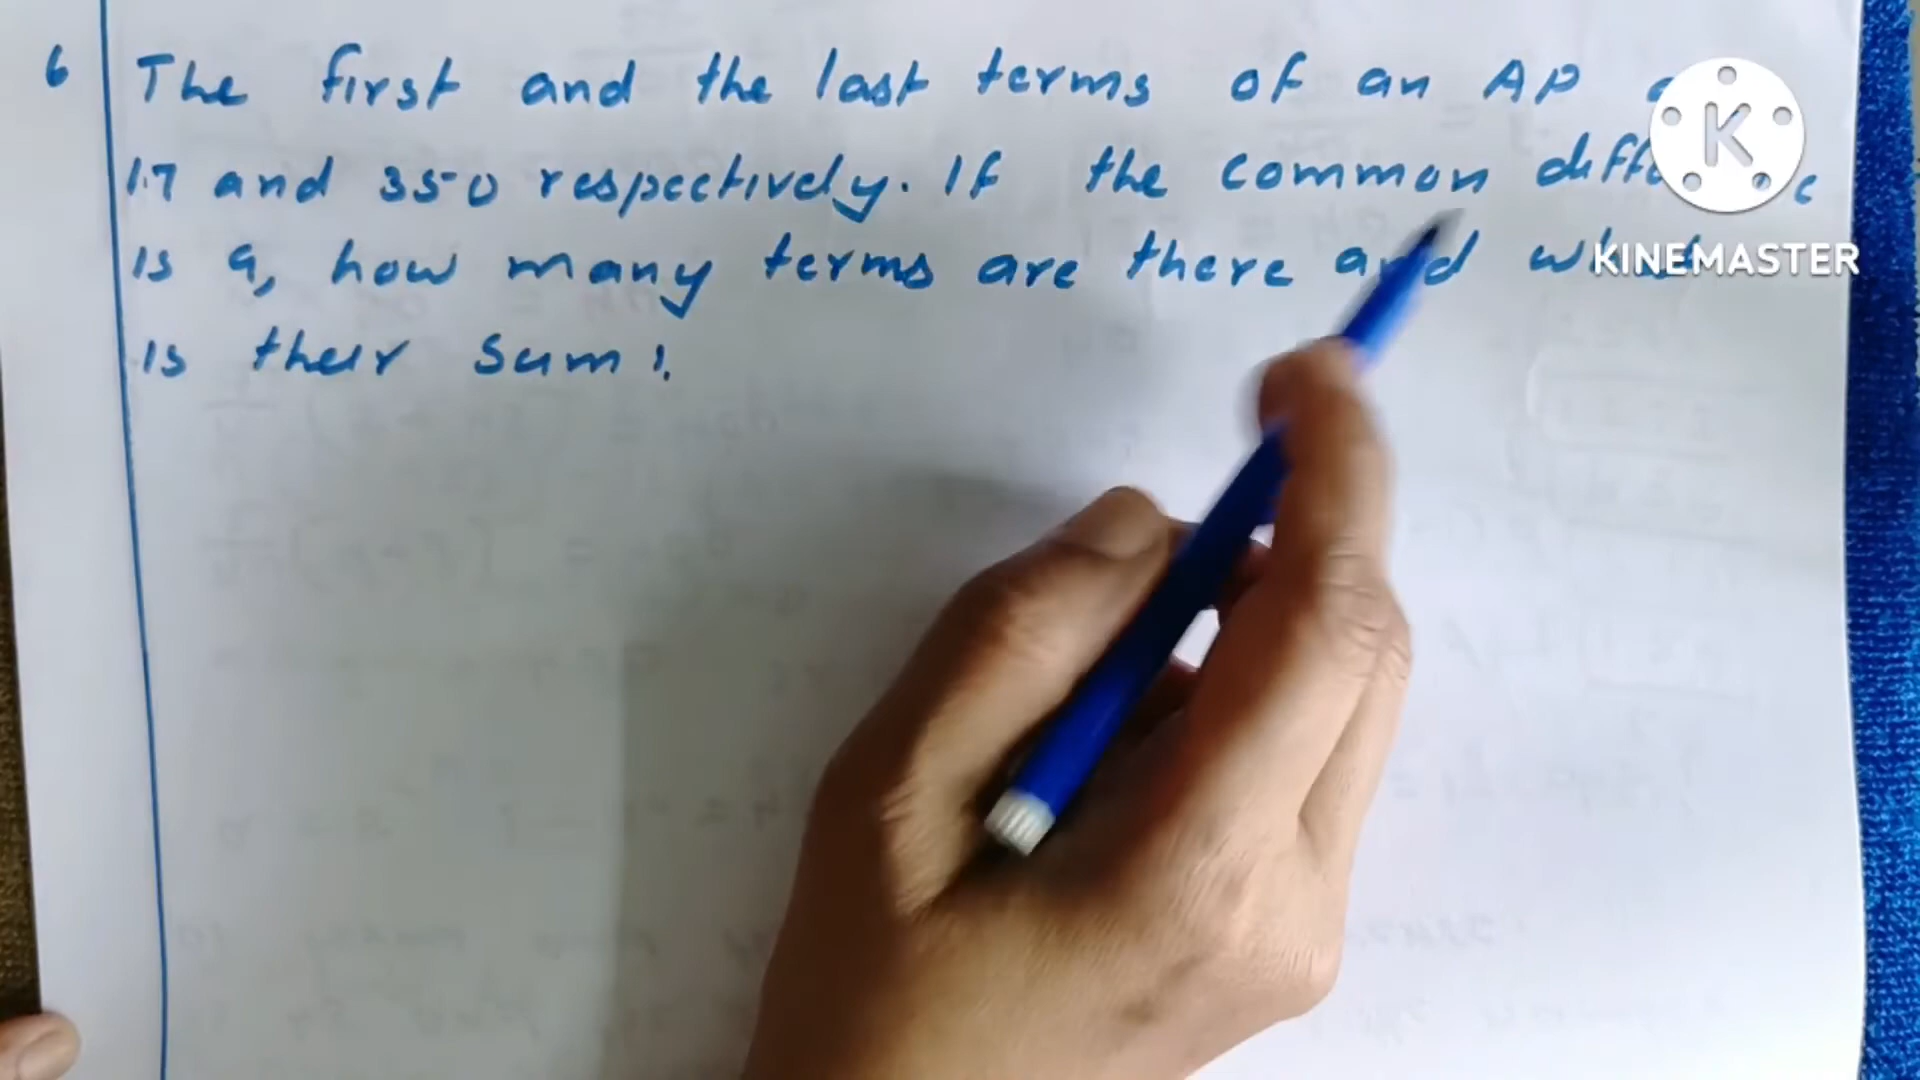 6 The first and the last terms of an AP
17 and 350 respectively. If the common
is 9, how many terms are there and
is their sum?
KINEMASTER